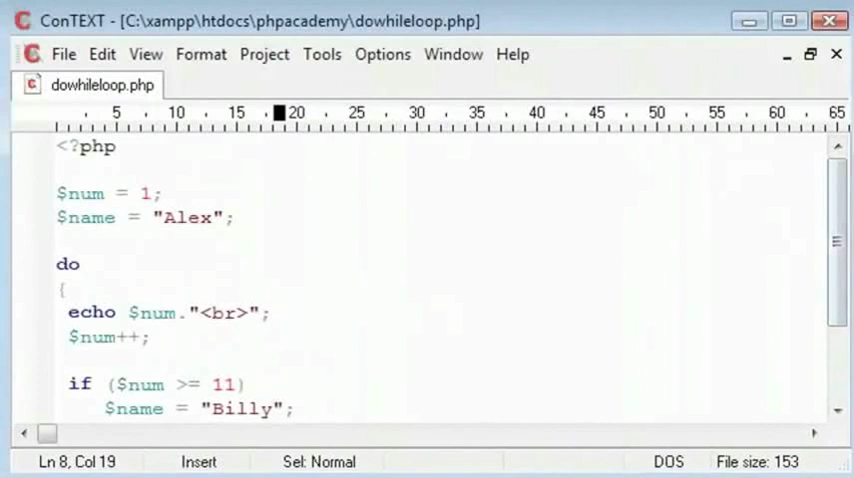 ConTEXT - [C:\xampp\htdocs\phpacademy\dowhileloop.php]
File Edit View Format Project Tools Options Window Help
dowhileloop.php
5 10 15 20 25 30 35 40 45 50 55 60 65
<?php
$num = 1;
$name = "Alex";
do
{
echo $num."<br>";
$num++;
if ($num >= 11)
$name = "Billy";
Ln 8, Col 19 Insert Sel: Normal DOS File size: 153